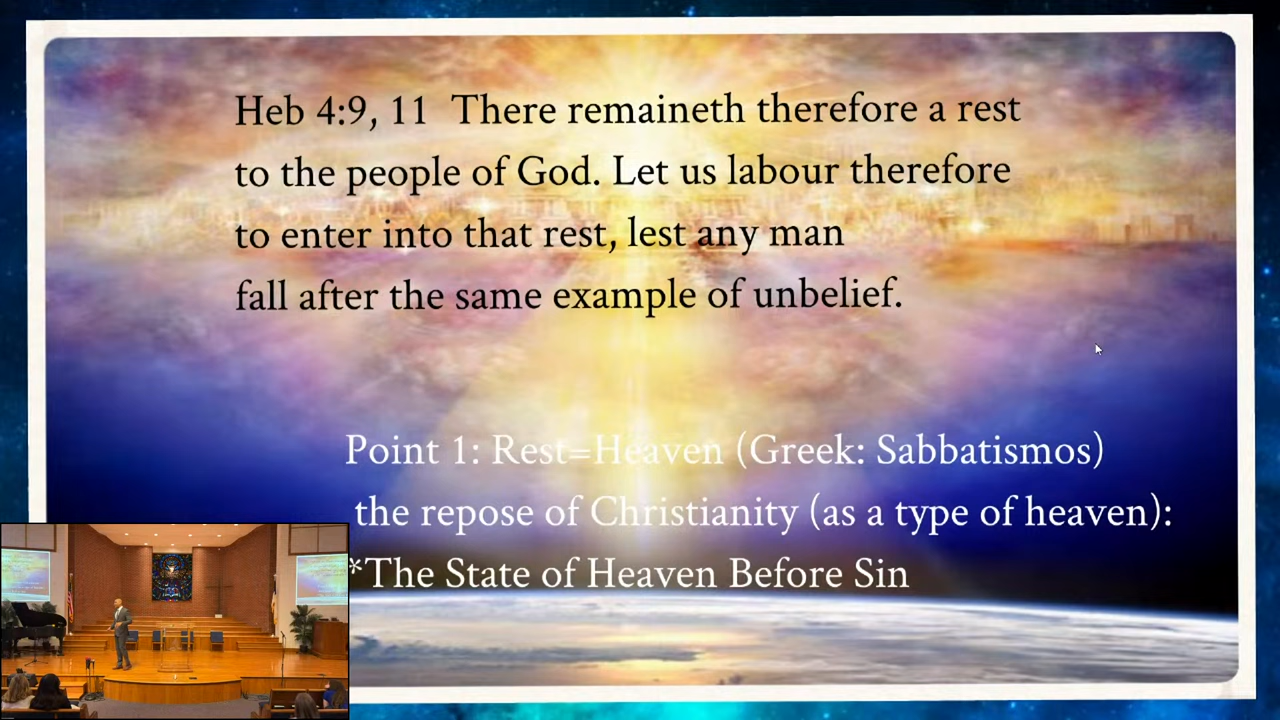 Heb 4:9, 11  There remaineth therefore a rest
to the people of God. Let us labour therefore
to enter into that rest, lest any man
fall after the same example of unbelief.
Point 1: Rest=Heaven (Greek: Sabbatismos)
the repose of Christianity (as a type of heaven):
*The State of Heaven Before Sin